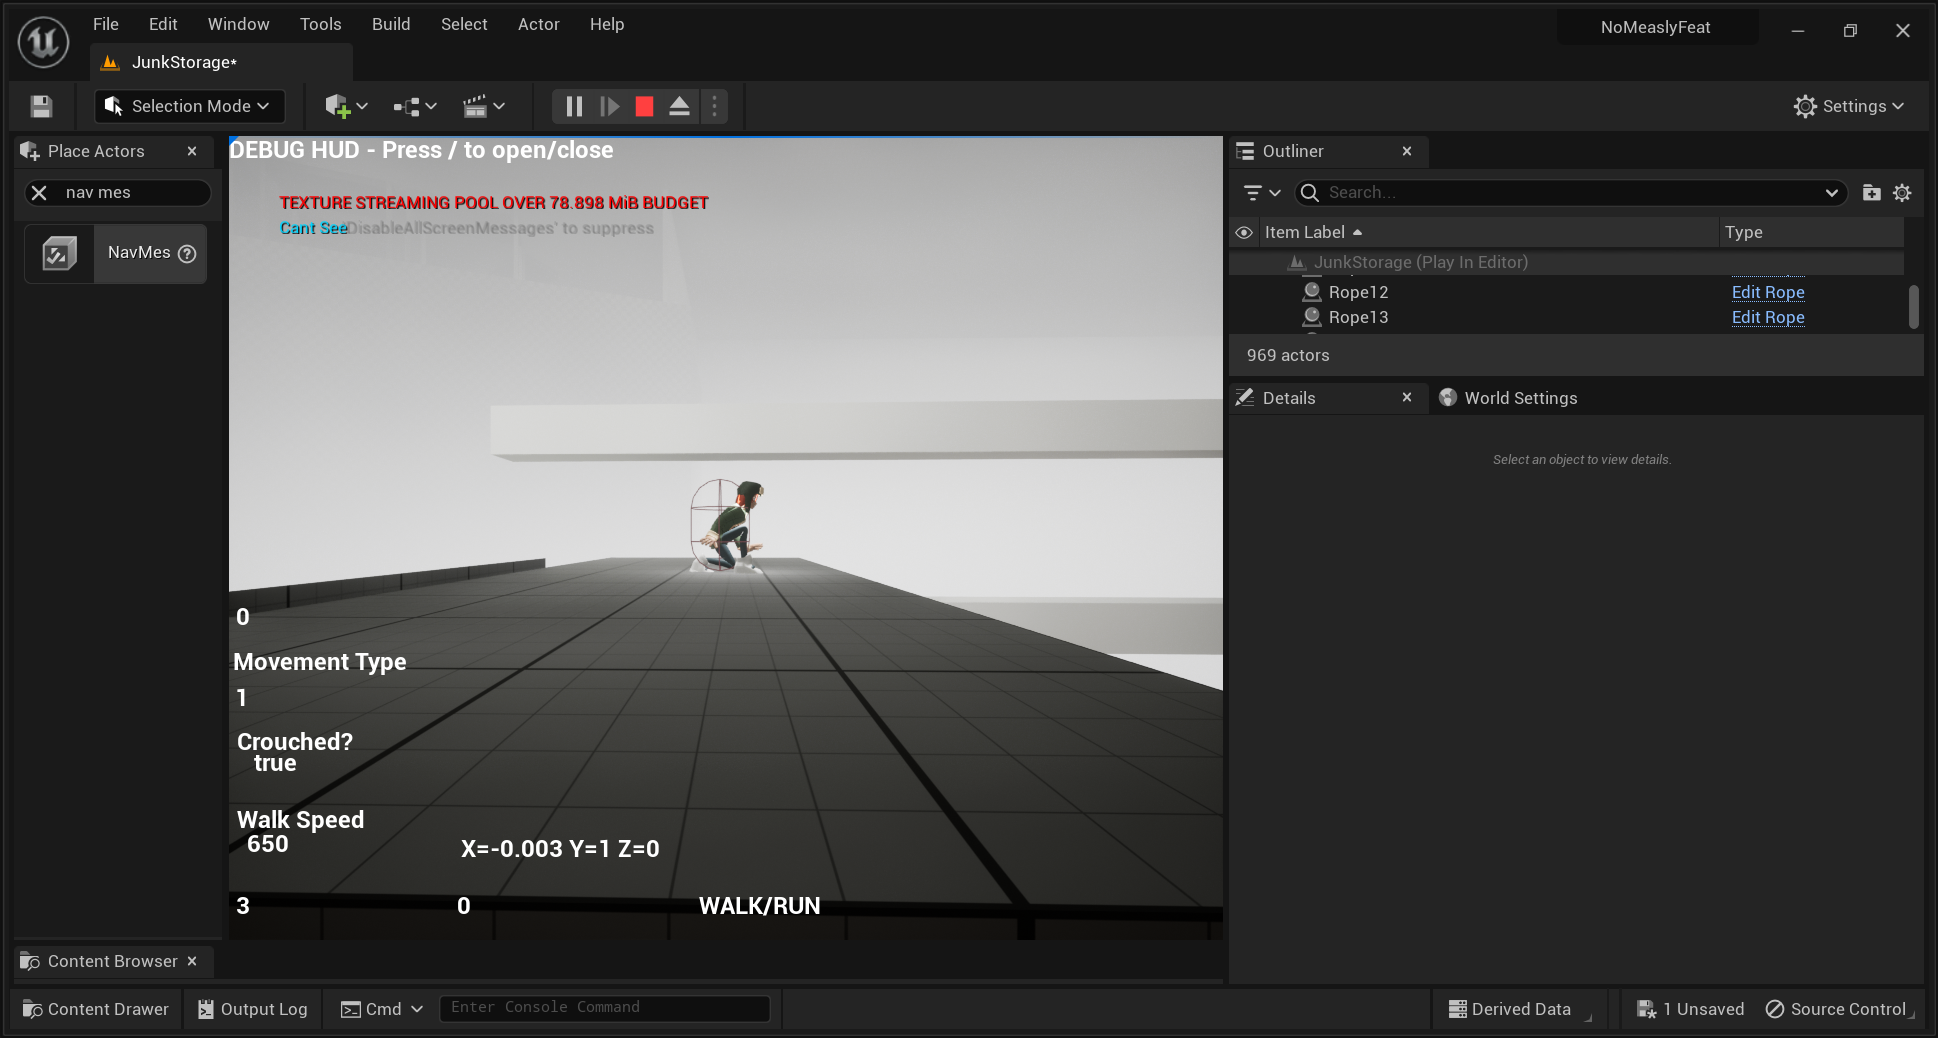 File Edit Window Tools Build Select Actor Help
NoMeaslyFeat
JunkStorage*
Selection Mode
Settings
Place Actors
nav mes
NavMes
DEBUG HUD - Press / to open/close
TEXTURE STREAMING POOL OVER 78.898 MiB BUDGET
Cant See DisableAllScreenMessages' to suppress
0
Movement Type
1
Crouched?
true
Walk Speed
650
X=-0.003 Y=1 Z=0
3 0 WALK/RUN
Outliner
Search...
Item Label Type
JunkStorage (Play In Editor)
Rope12 Edit Rope
Rope13 Edit Rope
969 actors
Details World Settings
Select an object to view details.
Content Browser
Content Drawer Output Log Cmd Enter Console Command Derived Data 1 Unsaved Source Control